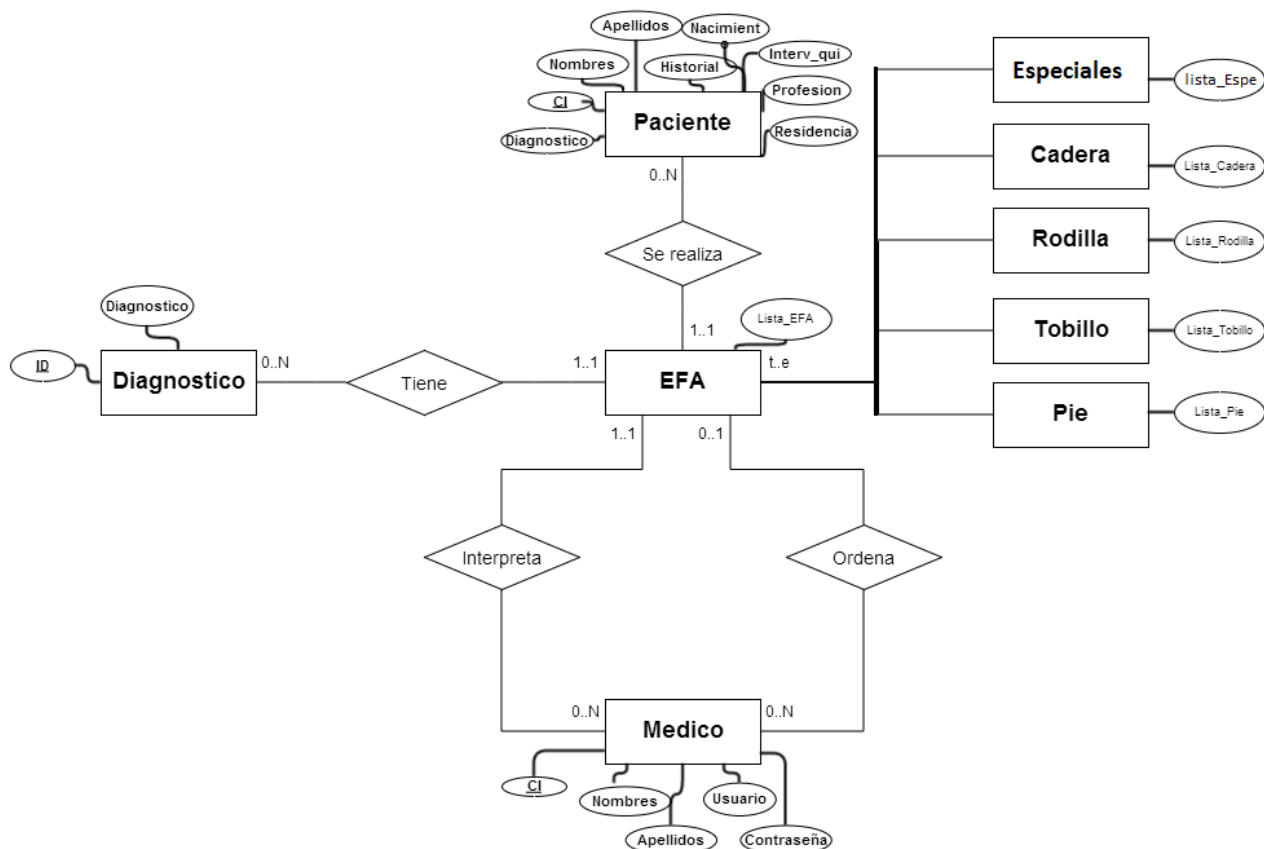 Apellidos
Nacimient
Nombres
Historial
Interv_qui
CI
Profesion
Paciente
Diagnostico
Residencia
0..N
Se realiza
1..1
Especiales
lista_Espe
Cadera
Lista_Cadera
Rodilla
Lista_Rodilla
Tobillo
Lista_Tobillo
Pie
Lista_Pie
Diagnostico
ID
Diagnostico
0..N
Tiene
1..1
EFA
Lista_EFA
t..e
1..1
0..1
Interpreta
Ordena
0..N
Medico
0..N
CI
Nombres
Usuario
Apellidos
Contraseña